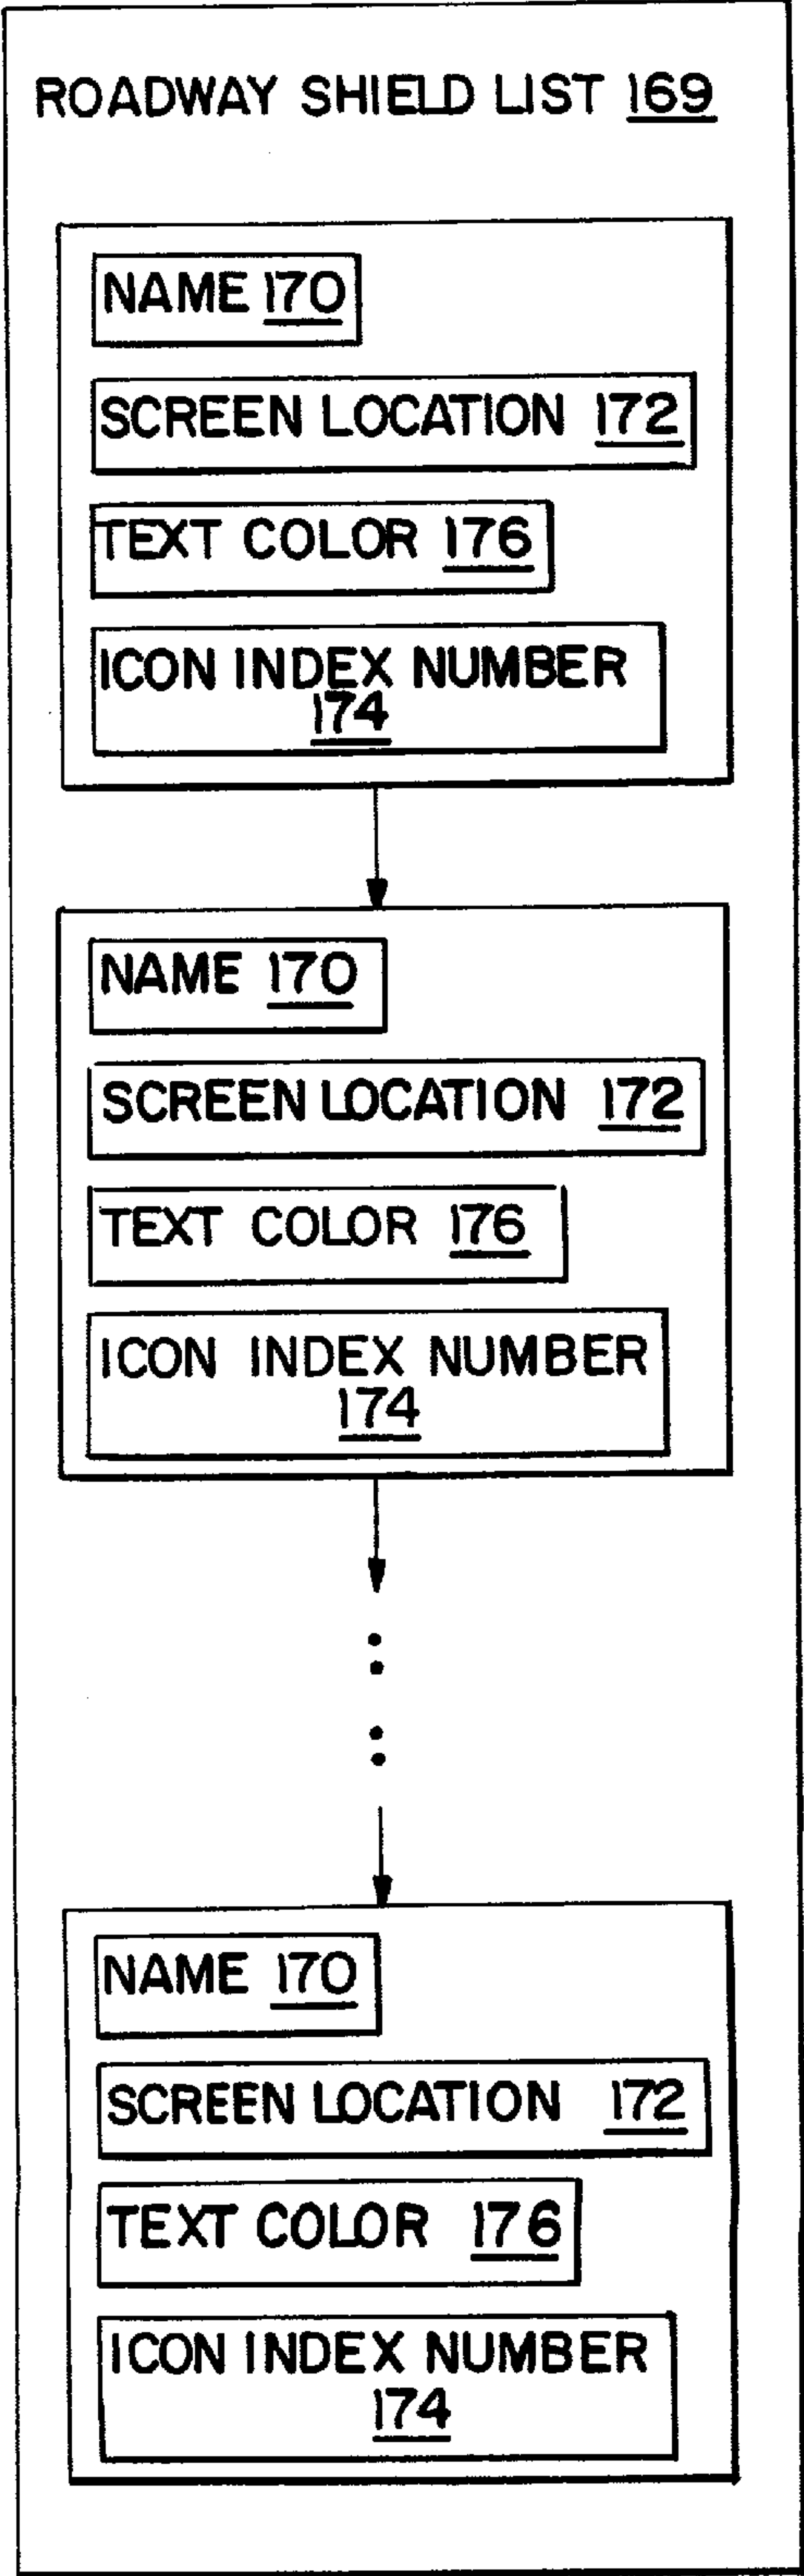 ROADWAY SHIELD LIST 169
NAME 170
SCREEN LOCATION 172
TEXT COLOR 176
ICON INDEX NUMBER
174
NAME 170
SCREEN LOCATION 172
TEXT COLOR 176
ICON INDEX NUMBER
174
NAME 170
SCREEN LOCATION 172
TEXT COLOR 176
ICON INDEX NUMBER
174